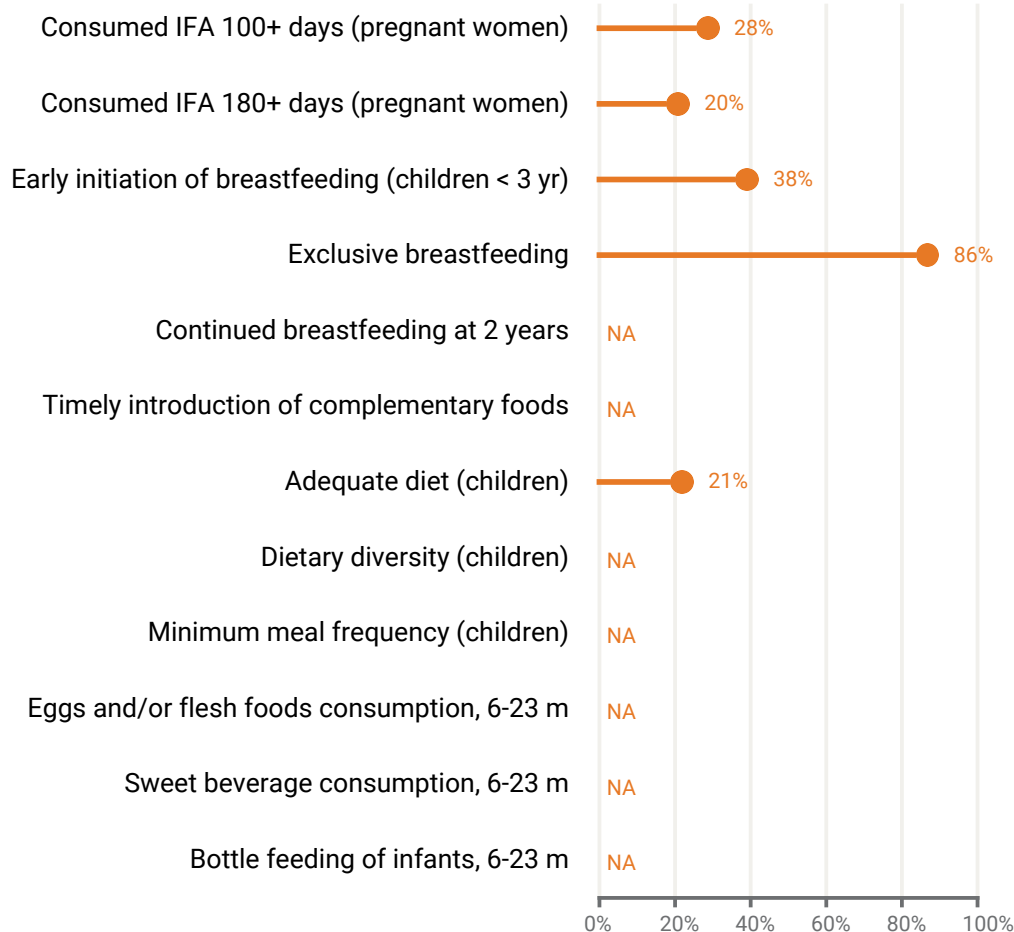 Consumed IFA 100+ days (pregnant women) 28%
Consumed IFA 180+ days (pregnant women) 20%
Early initiation of breastfeeding (children < 3 yr) 38%
Exclusive breastfeeding 86%
Continued breastfeeding at 2 years NA
Timely introduction of complementary foods NA
Adequate diet (children) 21%
Dietary diversity (children) NA
Minimum meal frequency (children) NA
Eggs and/or flesh foods consumption, 6-23 m NA
Sweet beverage consumption, 6-23 m NA
Bottle feeding of infants, 6-23 m NA
0% 20% 40% 60% 80% 100%